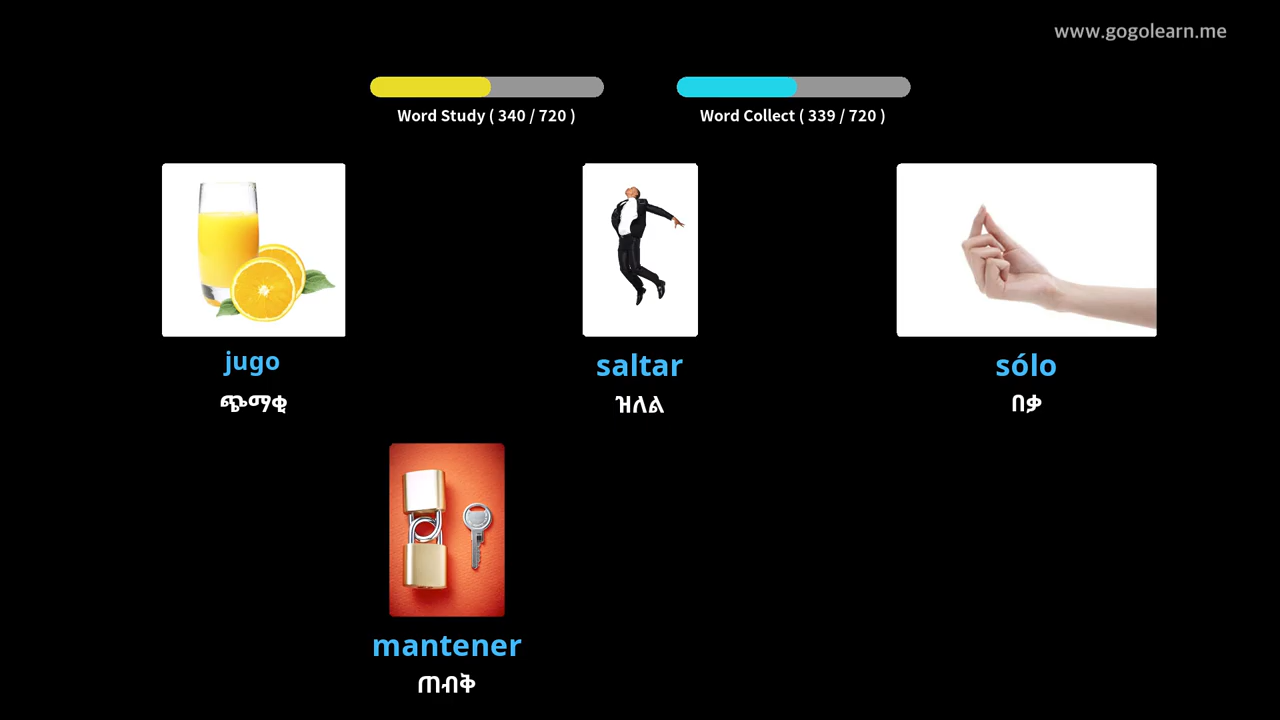 www.gogolearn.me
Word Study ( 340 / 720 )
Word Collect ( 339 / 720 )
jugo
ጭማቂ
saltar
ዝለል
sólo
በቃ
mantener
ጠብቅ